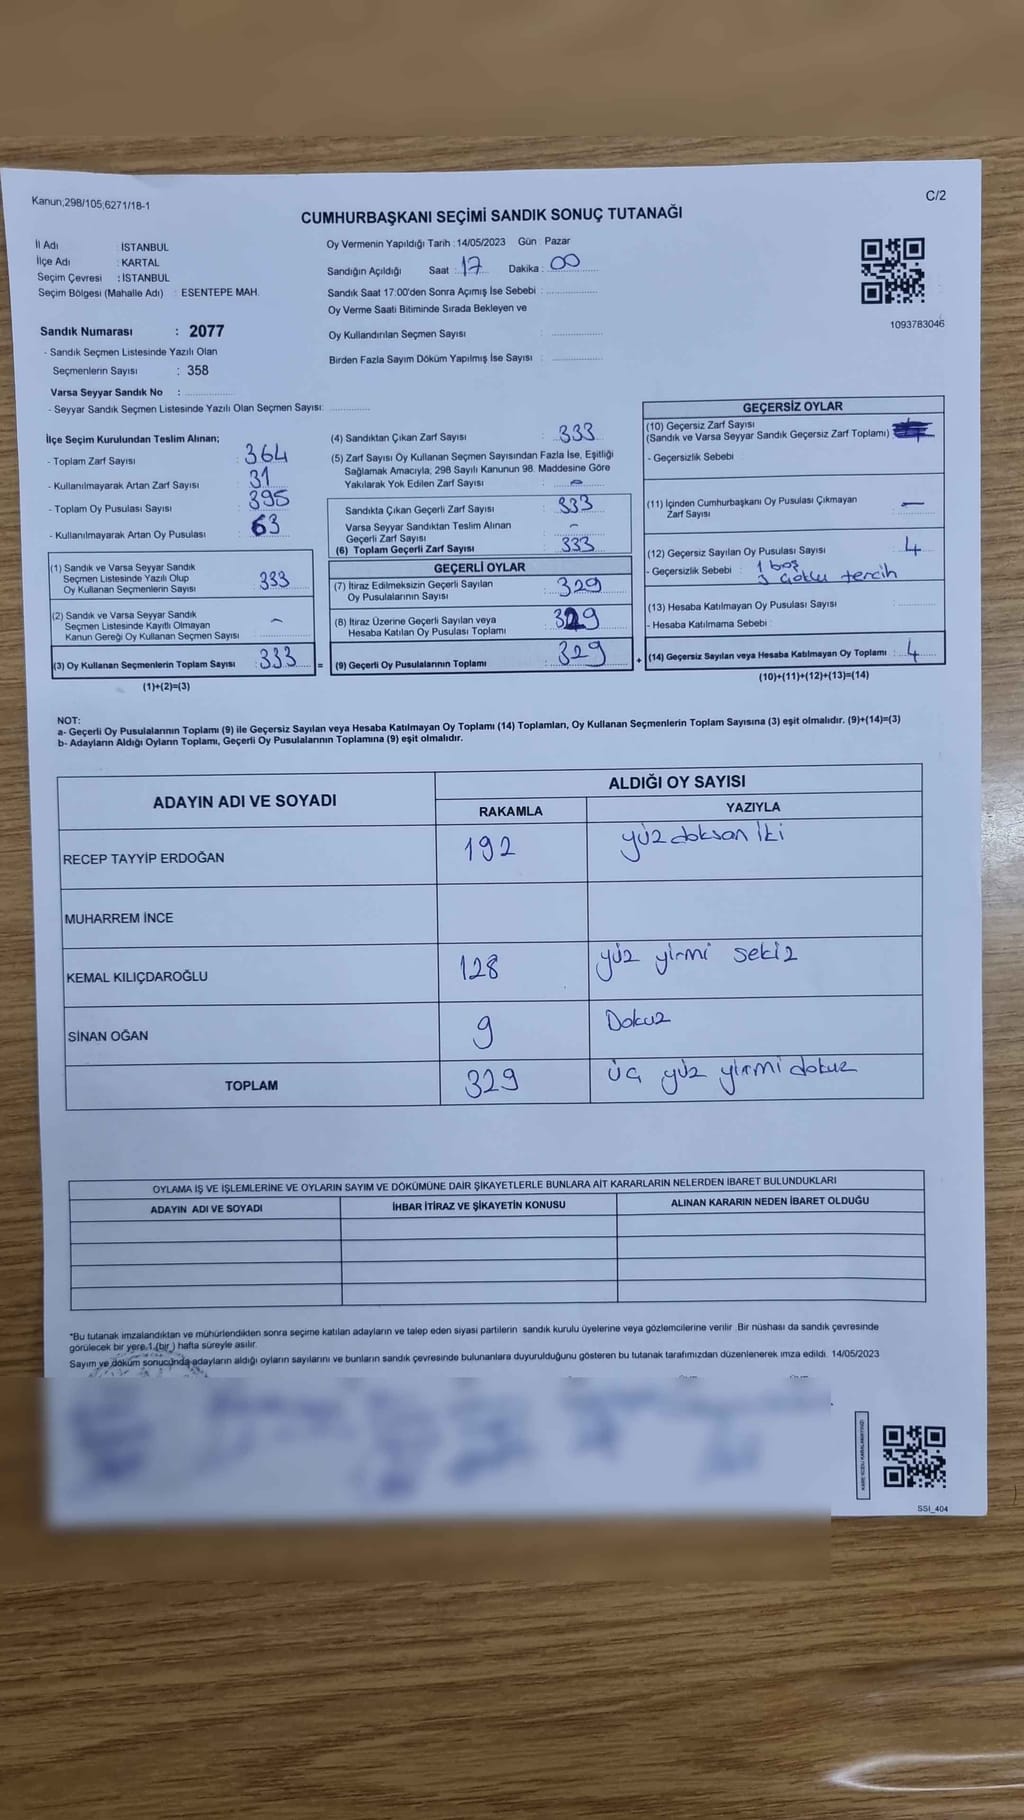 Kanun,298/105,6271/18-1
C/2
CUMHURBAŞKANI SEÇİMİ SANDIK SONUÇ TUTANAĞI
İl Adı İSTANBUL
İlçe Adı : KARTAL
Seçim Çevresi : İSTANBUL
Seçim Bölgesi (Mahalle Adı) : ESENTEPE MAH.
Oy Vermenin Yapıldığı Tarih : 14/05/2023 Gün : Pazar
Sandığın Açıldığı Saat : 17 Dakika : 00
Sandık Saat 17:00'den Sonra Açımış İse Sebebi :
Oy Verme Saati Bitiminde Sırada Bekleyen ve
Oy Kullandırılan Seçmen Sayısı :
Birden Fazla Sayım Döküm Yapılmış İse Sayısı :
1093783046
Sandık Numarası : 2077
- Sandık Seçmen Listesinde Yazılı Olan
Seçmenlerin Sayısı : 358
Varsa Seyyar Sandık No :
- Seyyar Sandık Seçmen Listesinde Yazılı Olan Seçmen Sayısı:
İlçe Seçim Kurulundan Teslim Alınan;
- Toplam Zarf Sayısı : 364
- Kullanılmayarak Artan Zarf Sayısı : 31
- Toplam Oy Pusulası Sayısı : 395
- Kullanılmayarak Artan Oy Pusulası : 63
(1) Sandık ve Varsa Seyyar Sandık
Seçmen Listesinde Yazılı Olup
Oy Kullanan Seçmenlerin Sayısı : 333
(2) Sandık ve Varsa Seyyar Sandık
Seçmen Listesinde Kayıtlı Olmayan
Kanun Gereği Oy Kullanan Seçmen Sayısı : -
(3) Oy Kullanan Seçmenlerin Toplam Sayısı : 333 =
(1)+(2)=(3)
(4) Sandıktan Çıkan Zarf Sayısı : 333
(5) Zarf Sayısı Oy Kullanan Seçmen Sayısından Fazla İse, Eşitliği
Sağlamak Amacıyla; 298 Sayılı Kanunun 98. Maddesine Göre
Yakılarak Yok Edilen Zarf Sayısı : -
Sandıkta Çıkan Geçerli Zarf Sayısı : 333
Varsa Seyyar Sandıktan Teslim Alınan
Geçerli Zarf Sayısı : -
(6) Toplam Geçerli Zarf Sayısı : 333
GEÇERLİ OYLAR
(7) İtiraz Edilmeksizin Geçerli Sayılan
Oy Pusulalarının Sayısı : 329
(8) İtiraz Üzerine Geçerli Sayılan veya
Hesaba Katılan Oy Pusulası Toplamı : 329
(9) Geçerli Oy Pusulalarının Toplamı : 329 +
GEÇERSİZ OYLAR
(10) Geçersiz Zarf Sayısı
(Sandık ve Varsa Seyyar Sandık Geçersiz Zarf Toplamı) :
- Geçersizlik Sebebi :
(11) İçinden Cumhurbaşkanı Oy Pusulası Çıkmayan
Zarf Sayısı : -
(12) Geçersiz Sayılan Oy Pusulası Sayısı : 4
- Geçersizlik Sebebi : 1 boş
3 çoklu tercih
(13) Hesaba Katılmayan Oy Pusulası Sayısı :
- Hesaba Katılmama Sebebi :
(14) Geçersiz Sayılan veya Hesaba Katılmayan Oy Toplamı : 4
(10)+(11)+(12)+(13)=(14)
NOT:
a- Geçerli Oy Pusulalarının Toplamı (9) ile Geçersiz Sayılan veya Hesaba Katılmayan Oy Toplamı (14) Toplamları, Oy Kullanan Seçmenlerin Toplam Sayısına (3) eşit olmalıdır. (9)+(14)=(3)
b- Adayların Aldığı Oyların Toplamı, Geçerli Oy Pusulalarının Toplamına (9) eşit olmalıdır.
ADAYIN ADI VE SOYADI
ALDIĞI OY SAYISI
RAKAMLA YAZIYLA
RECEP TAYYİP ERDOĞAN 192 yüz doksan iki
MUHARREM İNCE
KEMAL KILIÇDAROĞLU 128 yüz yirmi sekiz
SİNAN OĞAN 9 Dokuz
TOPLAM 329 üç yüz yirmi dokuz
OYLAMA İŞ VE İŞLEMLERİNE VE OYLARIN SAYIM VE DÖKÜMÜNE DAİR ŞİKAYETLERLE BUNLARA AİT KARARLARIN NELERDEN İBARET BULUNDUKLARI
ADAYIN ADI VE SOYADI İHBAR İTİRAZ VE ŞİKAYETİN KONUSU ALINAN KARARIN NEDEN İBARET OLDUĞU
*Bu tutanak imzalandıktan ve mühürlendikten sonra seçime katılan adayların ve talep eden siyasi partilerin sandık kurulu üyelerine veya gözlemcilerine verilir. Bir nüshası da sandık çevresinde
görülecek bir yere 1 (bir) hafta süreyle asılır.
Sayım ve döküm sonucunda adayların aldığı oyların sayılarını ve bunların sandık çevresinde bulunanlara duyurulduğunu gösteren bu tutanak tarafımızdan düzenlenerek imza edildi. 14/05/2023
SSI_404